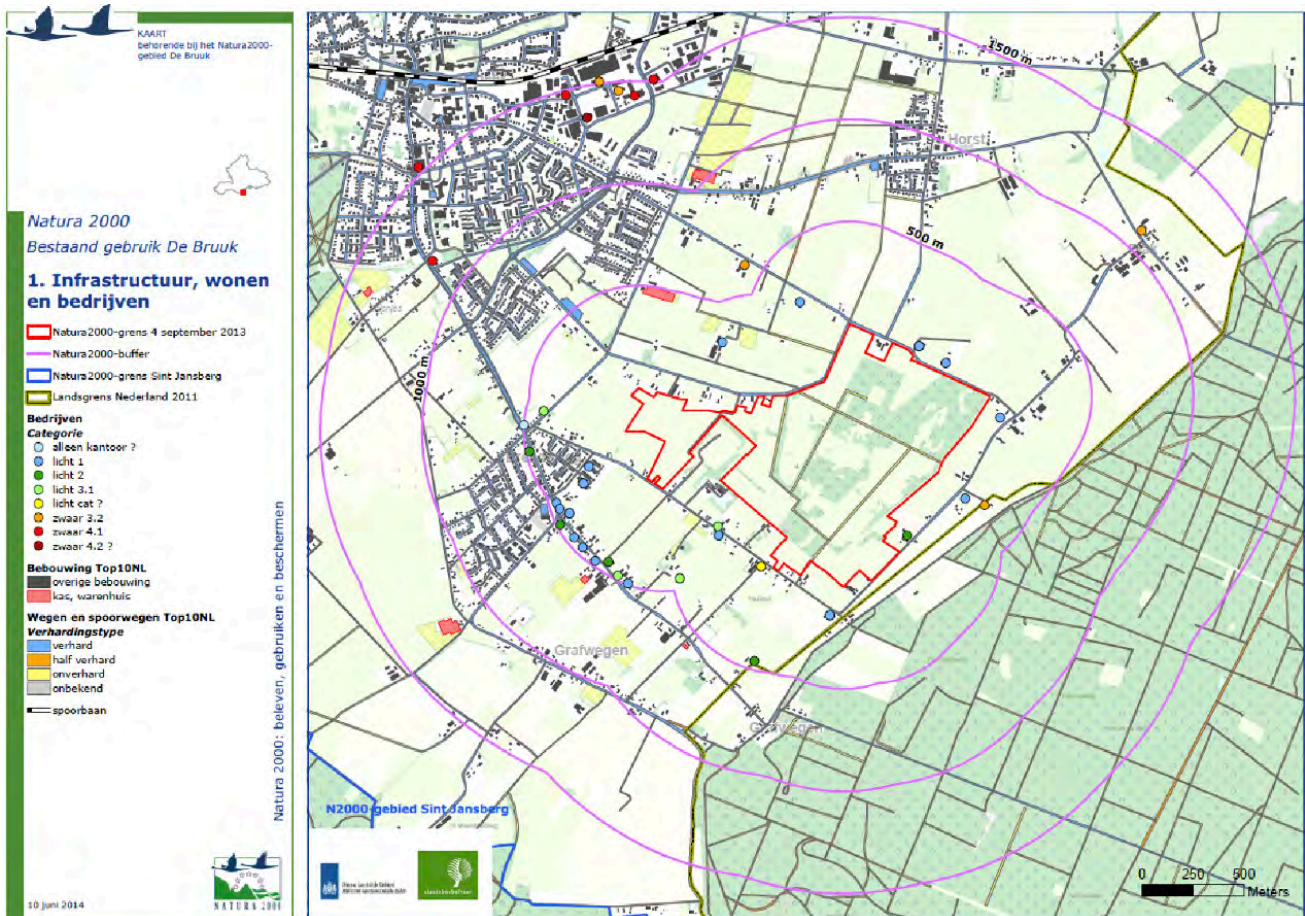 KAART
behorende bij het Natura2000-
gebied De Bruuk
Natura 2000
Bestaand gebruik De Bruuk
1. Infrastructuur, wonen
en bedrijven
Natura2000-grens 4 september 2013
Natura2000-buffer
Natura2000-grens Sint Jansberg
Landsgrens Nederland 2011
Bedrijven
Categorie
alleen kantoor ?
licht 1
licht 2
licht 3.1
licht cat ?
zwaar 3.2
zwaar 4.1
zwaar 4.2 ?
Bebouwing Top10NL
overige bebouwing
kas, warenhuis
Wegen en spoorwegen Top10NL
Verhardingstype
verhard
half verhard
onverhard
onbekend
spoorbaan
10 juni 2014
NATURA 2000
Natura 2000: beleven, gebruiken en beschermen
1500 m
Horst
500 m
1000 m
Grafwegen
Grafwegen
N2000-gebied Sint Jansberg
0 250 500
Meters